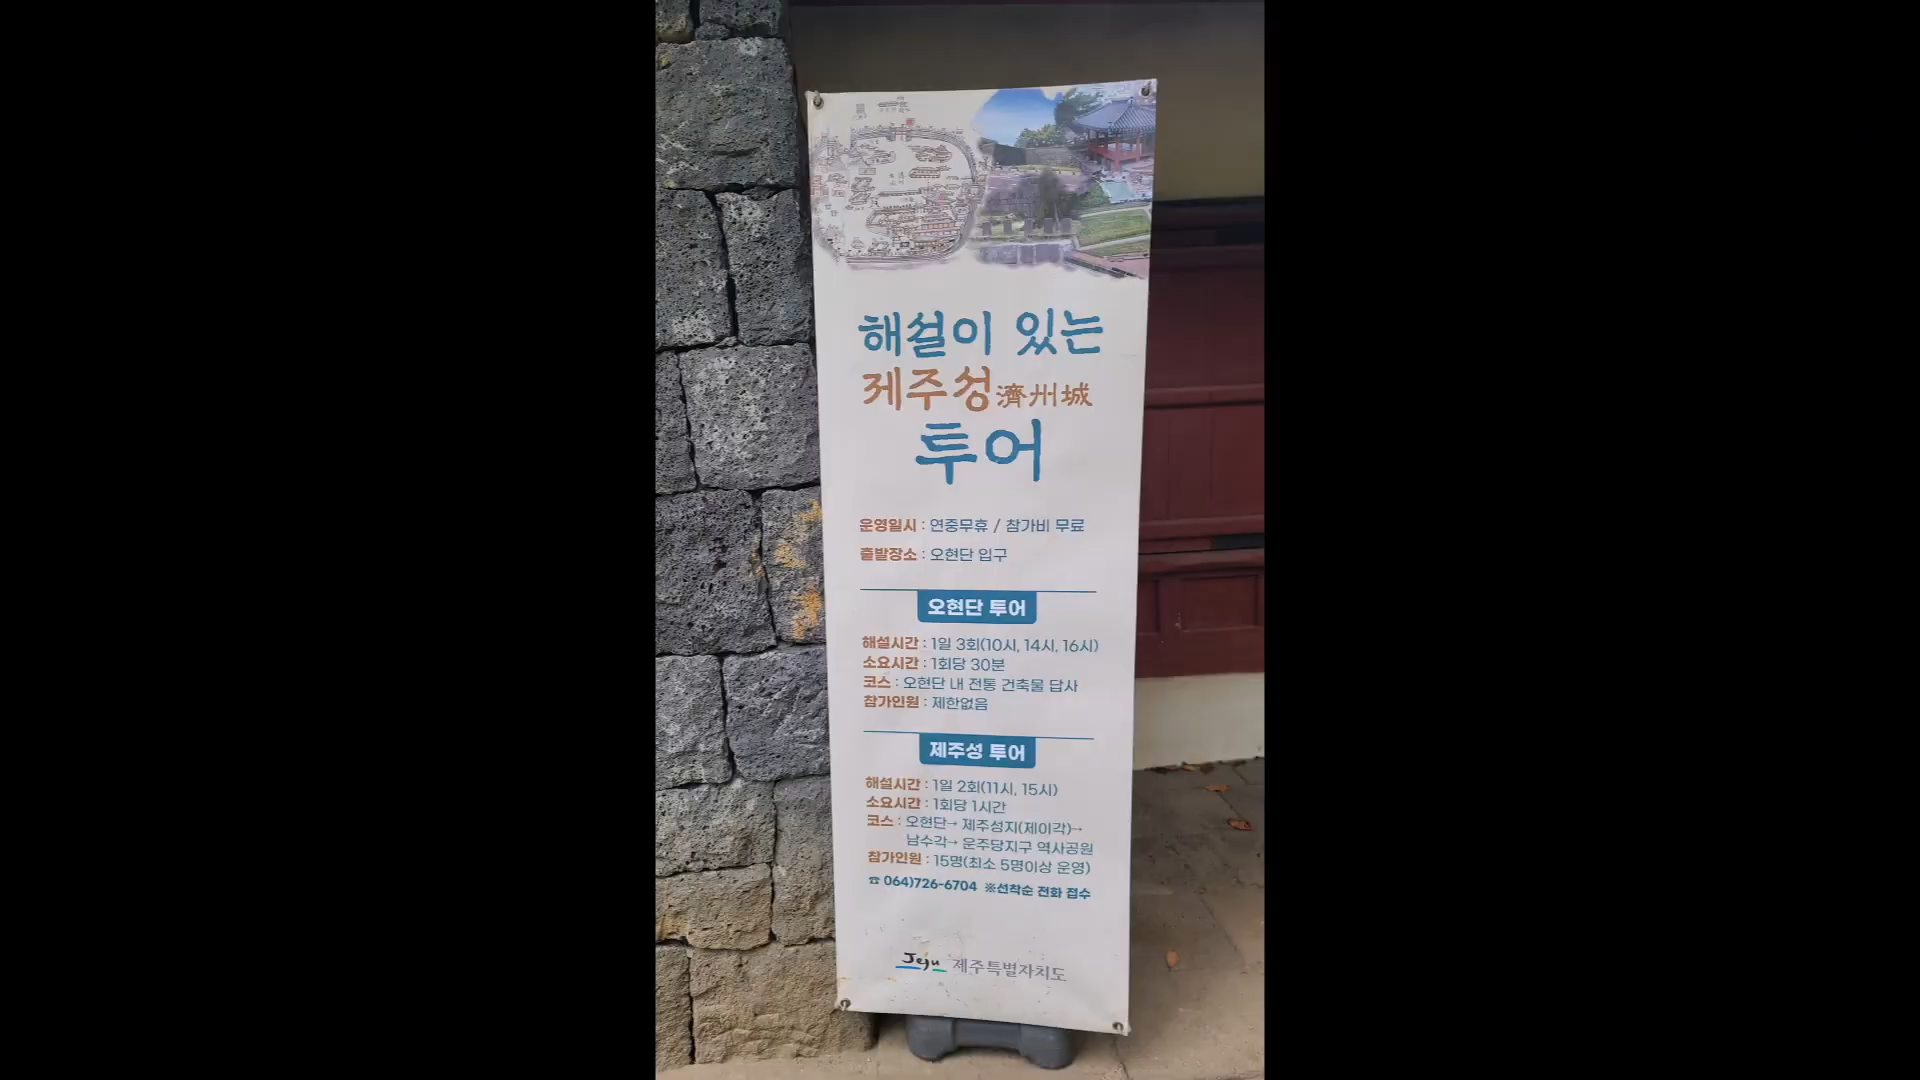 해설이 있는
제주성濟州城
투어
운영일시 : 연중무휴 / 참가비 무료
출발장소 : 오현단 입구
오현단 투어
해설시간 : 1일 3회(10시, 14시, 16시)
소요시간 : 1회당 30분
코스 : 오현단 내 전통 건축물 답사
참가인원 : 제한없음
제주성 투어
해설시간 : 1일 2회(11시, 15시)
소요시간 : 1회당 1시간
코스 : 오현단→ 제주성지(제이각)→
남수각→ 운주당지구 역사공원
참가인원 : 15명(최소 5명이상 운영)
☎ 064)726-6704 ※선착순 전화 접수
Jeju 제주특별자치도